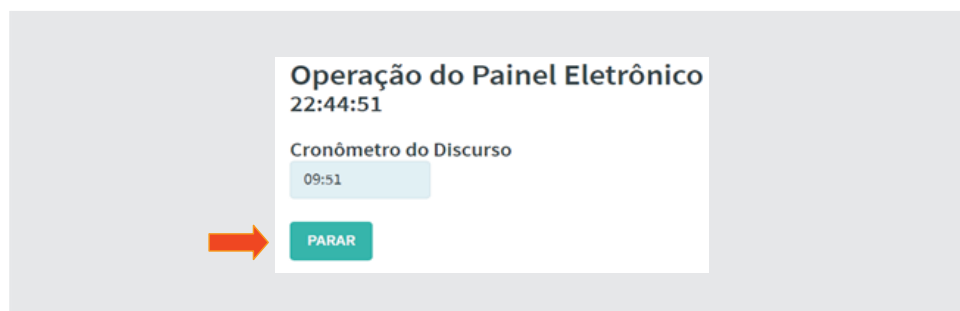 Operação do Painel Eletrônico
22:44:51
Cronômetro do Discurso
09:51
PARAR